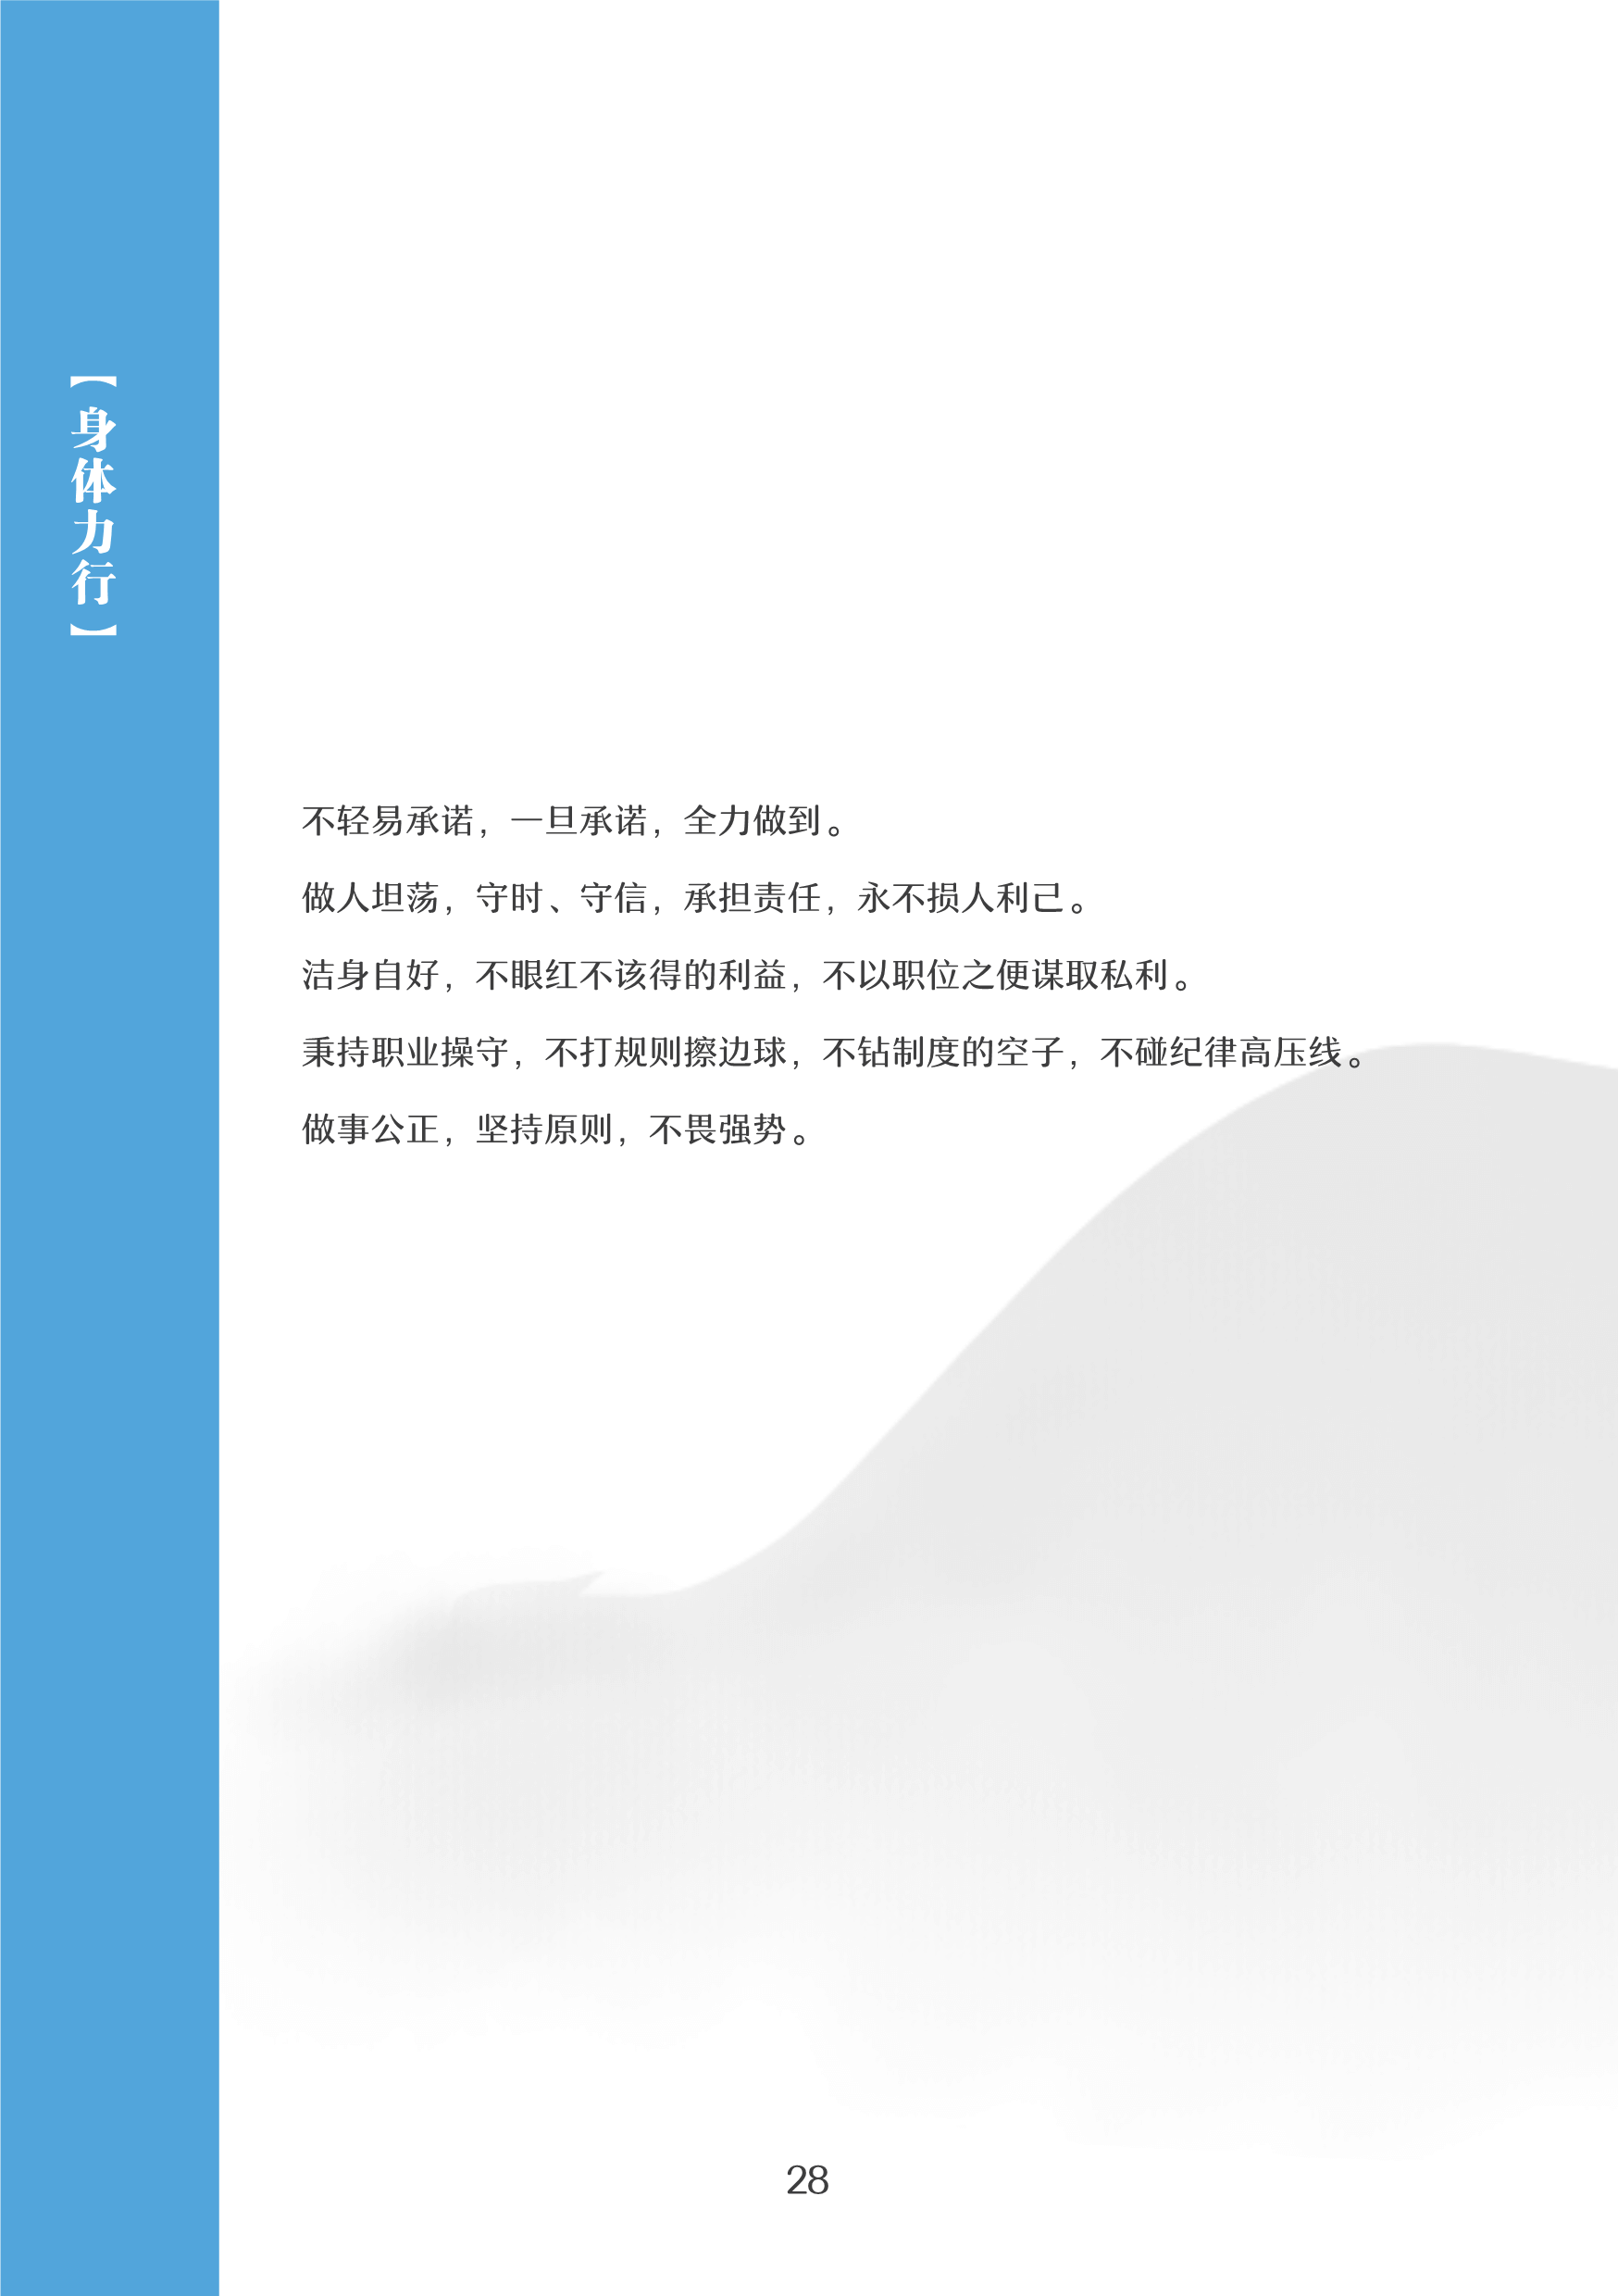 【身体力行】
不轻易承诺，一旦承诺，全力做到。
做人坦荡，守时、守信，承担责任，永不损人利己。
洁身自好，不眼红不该得的利益，不以职位之便谋取私利。
秉持职业操守，不打规则擦边球，不钻制度的空子，不碰纪律高压线。
做事公正，坚持原则，不畏强势。
28